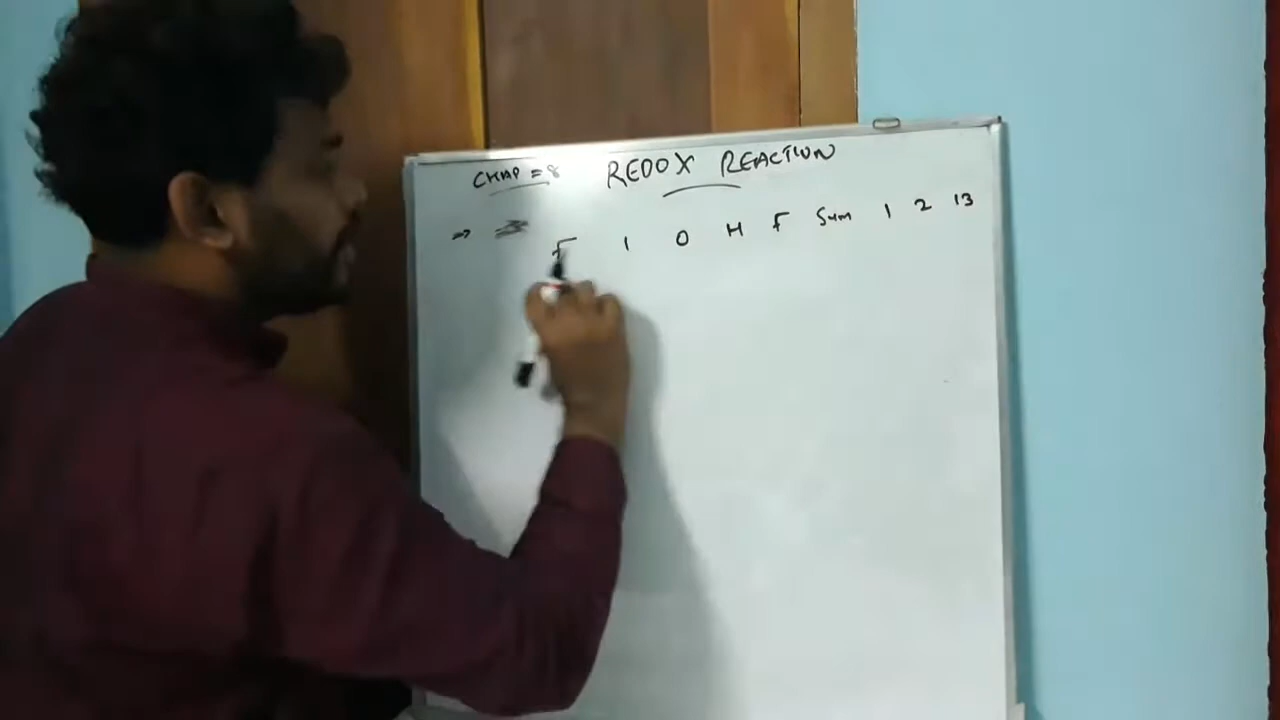 CHAP = 8 REDOX REACTION
⇒ F 1 O H F Sum 1 2 13